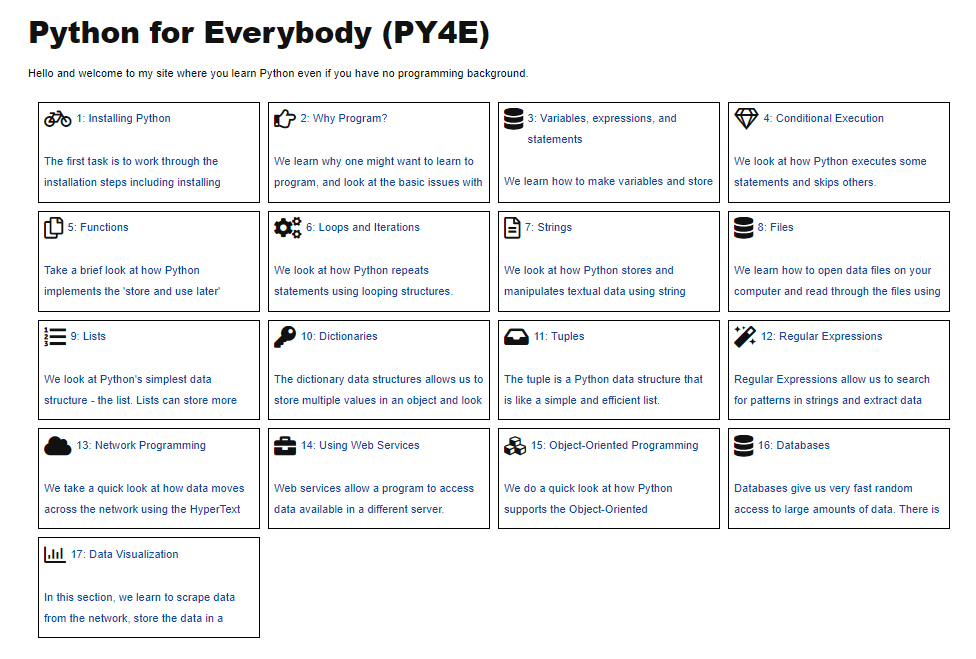 Python for Everybody (PY4E)
Hello and welcome to my site where you learn Python even if you have no programming background.
1: Installing Python
The first task is to work through the
installation steps including installing
2: Why Program?
We learn why one might want to learn to
program, and look at the basic issues with
3: Variables, expressions, and
statements
We learn how to make variables and store
4: Conditional Execution
We look at how Python executes some
statements and skips others.
5: Functions
Take a brief look at how Python
implements the 'store and use later'
6: Loops and Iterations
We look at how Python repeats
statements using looping structures.
7: Strings
We look at how Python stores and
manipulates textual data using string
8: Files
We learn how to open data files on your
computer and read through the files using
9: Lists
We look at Python's simplest data
structure - the list. Lists can store more
10: Dictionaries
The dictionary data structures allows us to
store multiple values in an object and look
11: Tuples
The tuple is a Python data structure that
is like a simple and efficient list.
12: Regular Expressions
Regular Expressions allow us to search
for patterns in strings and extract data
13: Network Programming
We take a quick look at how data moves
across the network using the HyperText
14: Using Web Services
Web services allow a program to access
data available in a different server.
15: Object-Oriented Programming
We do a quick look at how Python
supports the Object-Oriented
16: Databases
Databases give us very fast random
access to large amounts of data. There is
17: Data Visualization
In this section, we learn to scrape data
from the network, store the data in a